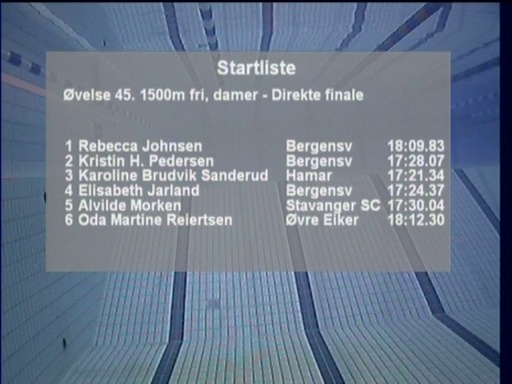 Startliste
Øvelse 45. 1500m fri, damer - Direkte finale
1 Rebecca Johnsen Bergensv 18:09.83
2 Kristin H. Pedersen Bergensv 17:28.07
3 Karoline Brudvik Sanderud Hamar 17:21.34
4 Elisabeth Jarland Bergensv 17:24.37
5 Alvilde Morken Stavanger SC 17:30.04
6 Oda Martine Reiertsen Øvre Eiker 18:12.30